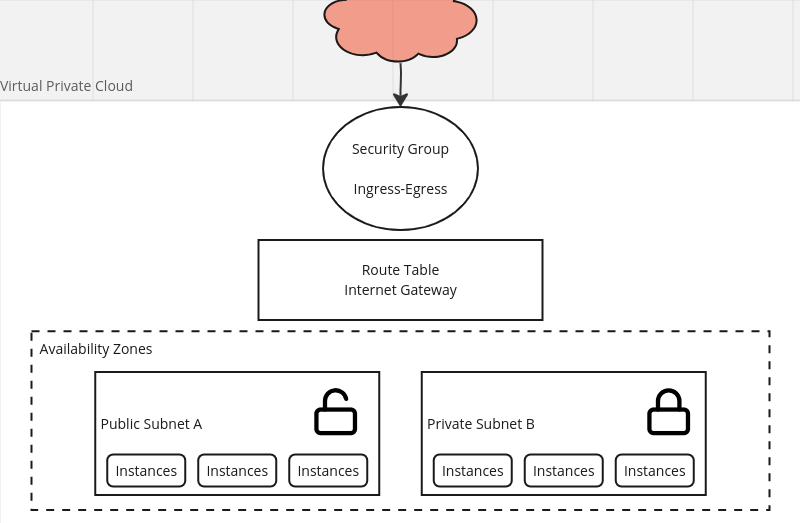 Virtual Private Cloud
Security Group
Ingress-Egress
Route Table
Internet Gateway
Availability Zones
Public Subnet A
Instances Instances Instances
Private Subnet B
Instances Instances Instances